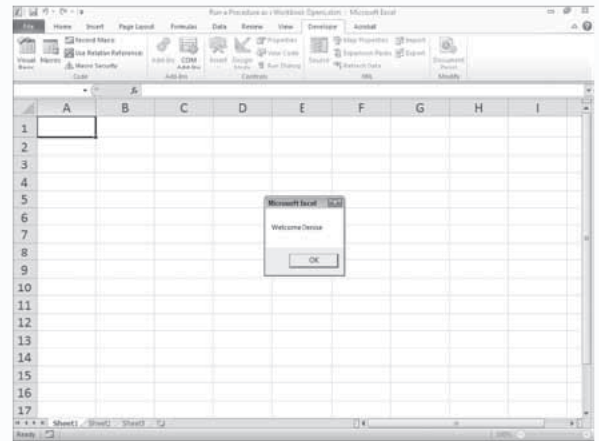 Run a Procedure as a Workbook Opens.xlsm - Microsoft Excel
File Home Insert Page Layout Formulas Data Review View Developer Acrobat
Visual Basic
Macros
Record Macro
Use Relative References
Macro Security
Code
Add-Ins
COM Add-Ins
Add-Ins
Insert
Design Mode
Properties
View Code
Run Dialog
Controls
Source
Map Properties
Expansion Packs
Refresh Data
Import
Export
XML
Document Panel
Modify
fx
A B C D E F G H I
1
2
3
4
5
6
7
8
9
10
11
12
13
14
15
16
17
Microsoft Excel
Welcome Denise
OK
Sheet1 Sheet2 Sheet3
Ready